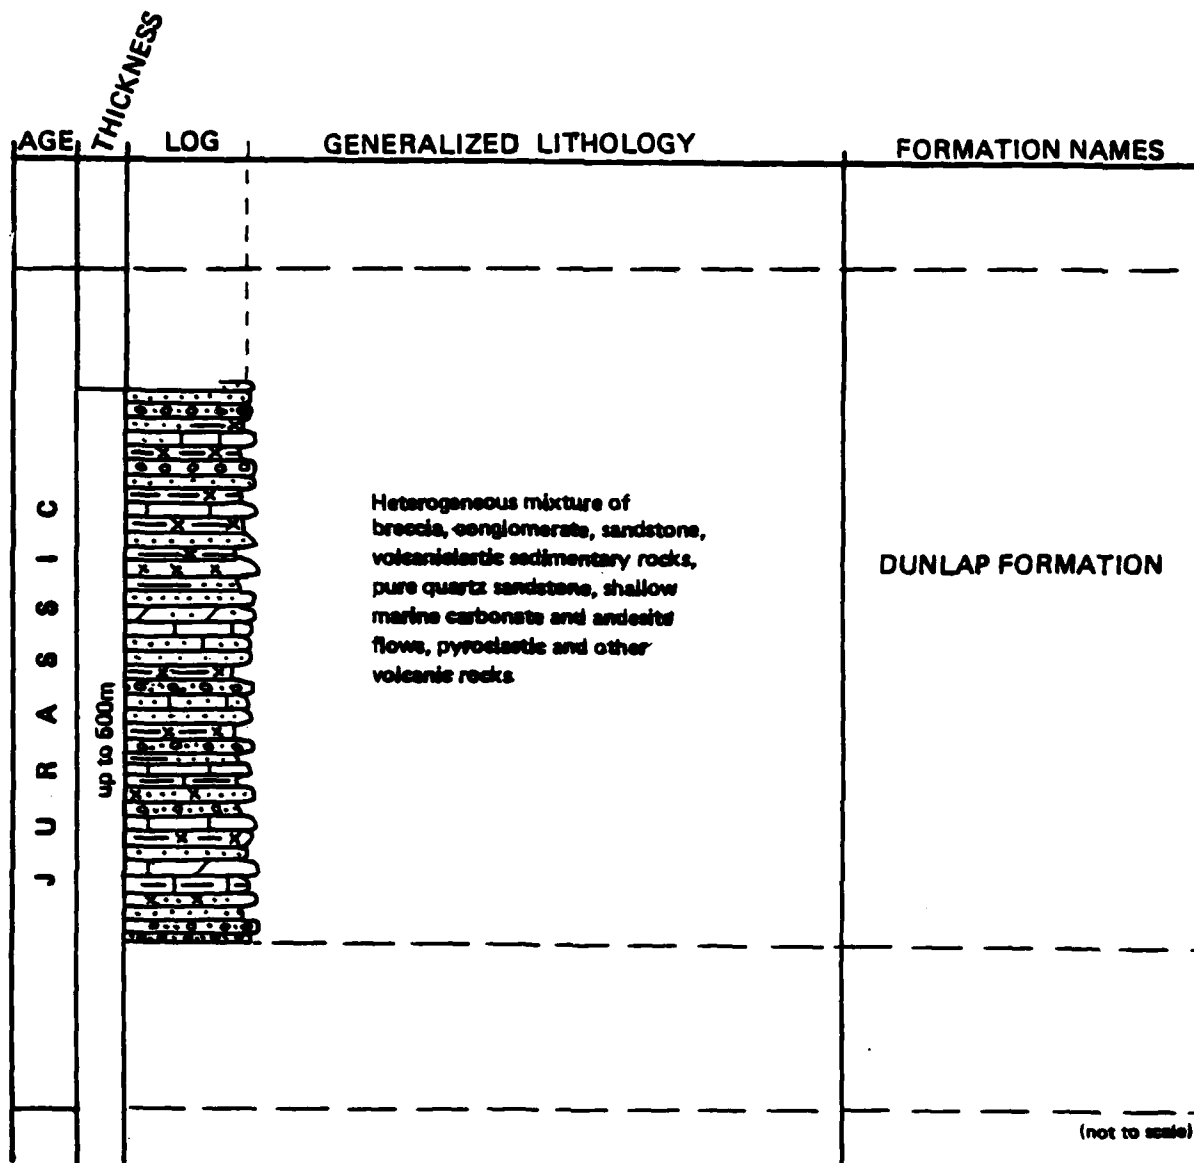 AGE THICKNESS LOG GENERALIZED LITHOLOGY FORMATION NAMES
JURASSIC
up to 500m
Heterogeneous mixture of
breccia, conglomerate, sandstone,
volcaniclastic sedimentary rocks,
pure quartz sandstone, shallow
marine carbonate and andesite
flows, pyroclastic and other
volcanic rocks
DUNLAP FORMATION
(not to scale)